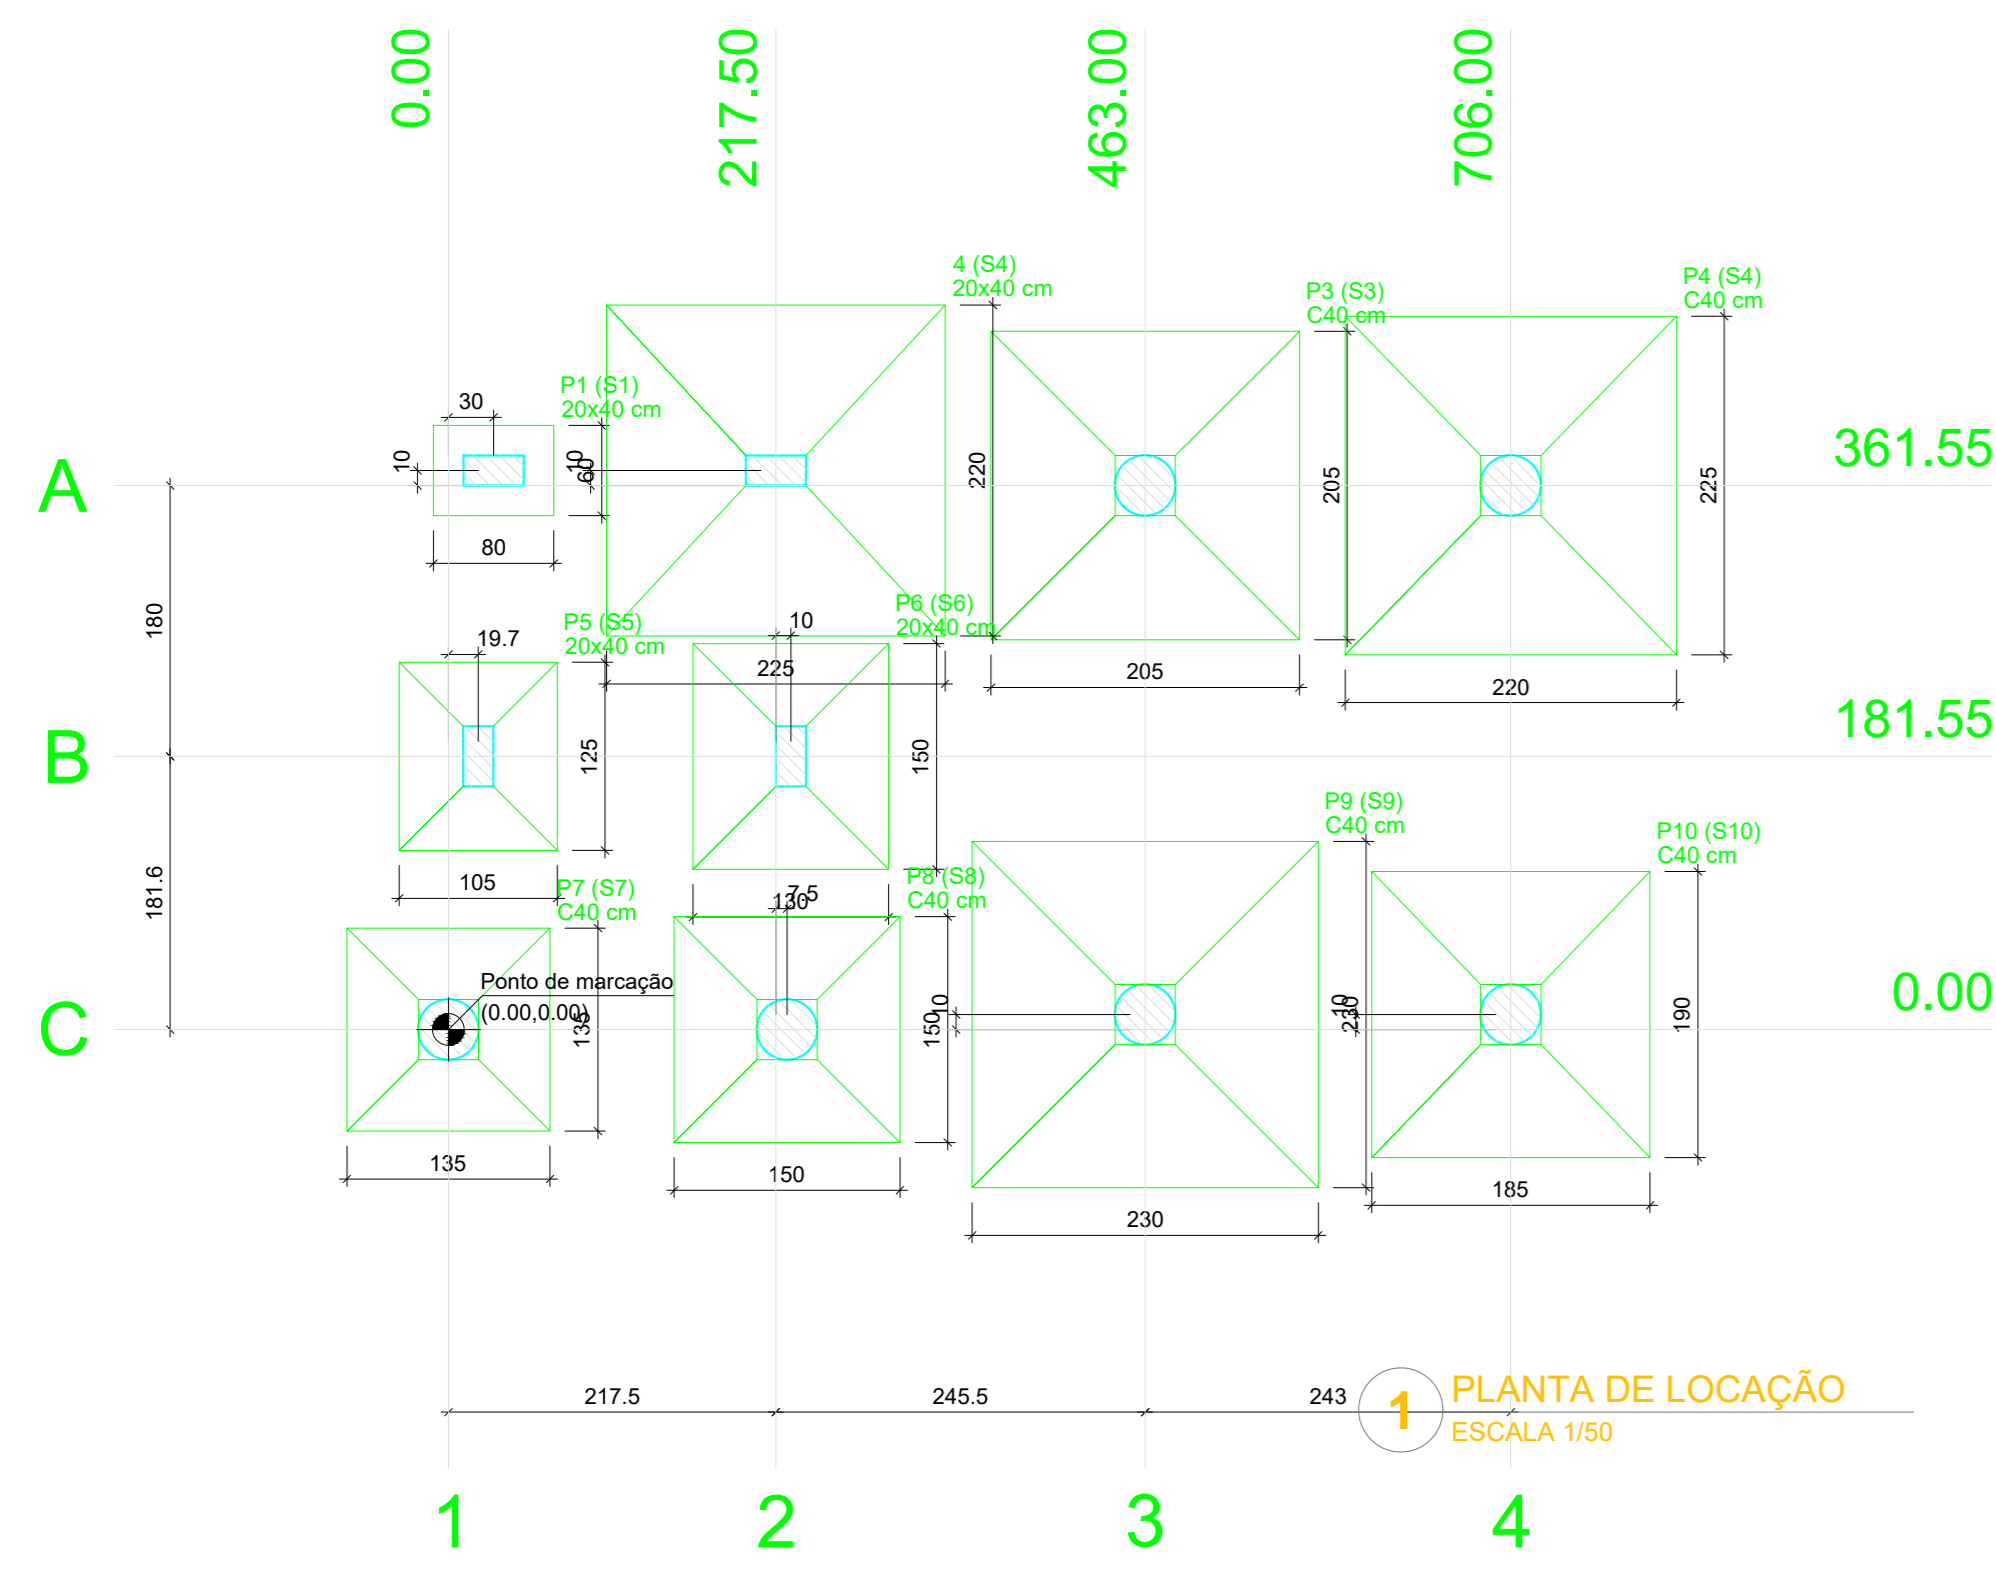 0.00
217.50
463.00
706.00
4 (S4)
20x40 cm
P3 (S3)
C40 cm
P4 (S4)
C40 cm
P1 (S1)
20x40 cm
30
10
10
60
220
205
225
361.55
A
80
180
P5 (S5)
20x40 cm
19.7
P6 (S6)
20x40 cm
10
225
205
220
181.55
B
125
150
P9 (S9)
C40 cm
P10 (S10)
C40 cm
181.6
105
P7 (S7)
C40 cm
130
7.5
P8 (S8)
C40 cm
Ponto de marcação
(0.00,0.00)
135
150
10
10
230
190
0.00
C
135
150
230
185
217.5
245.5
243
1
PLANTA DE LOCAÇÃO
ESCALA 1/50
1
2
3
4